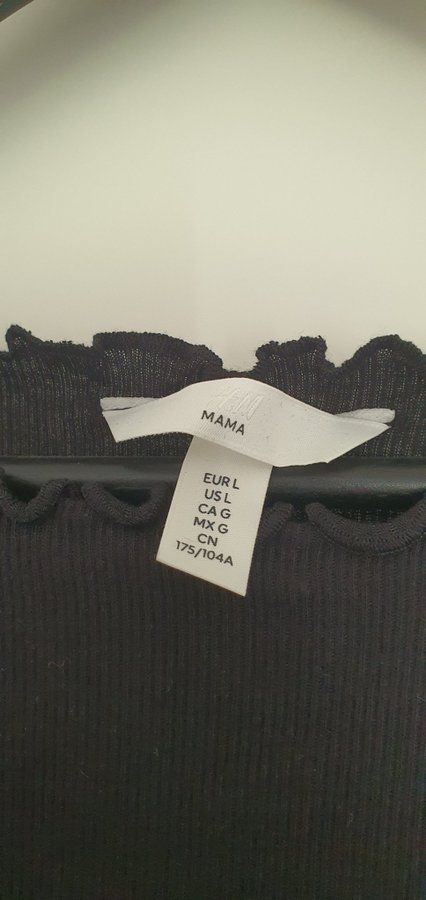 H&M
MAMA
EUR L
US L
CA G
MX G
CN
175/104A